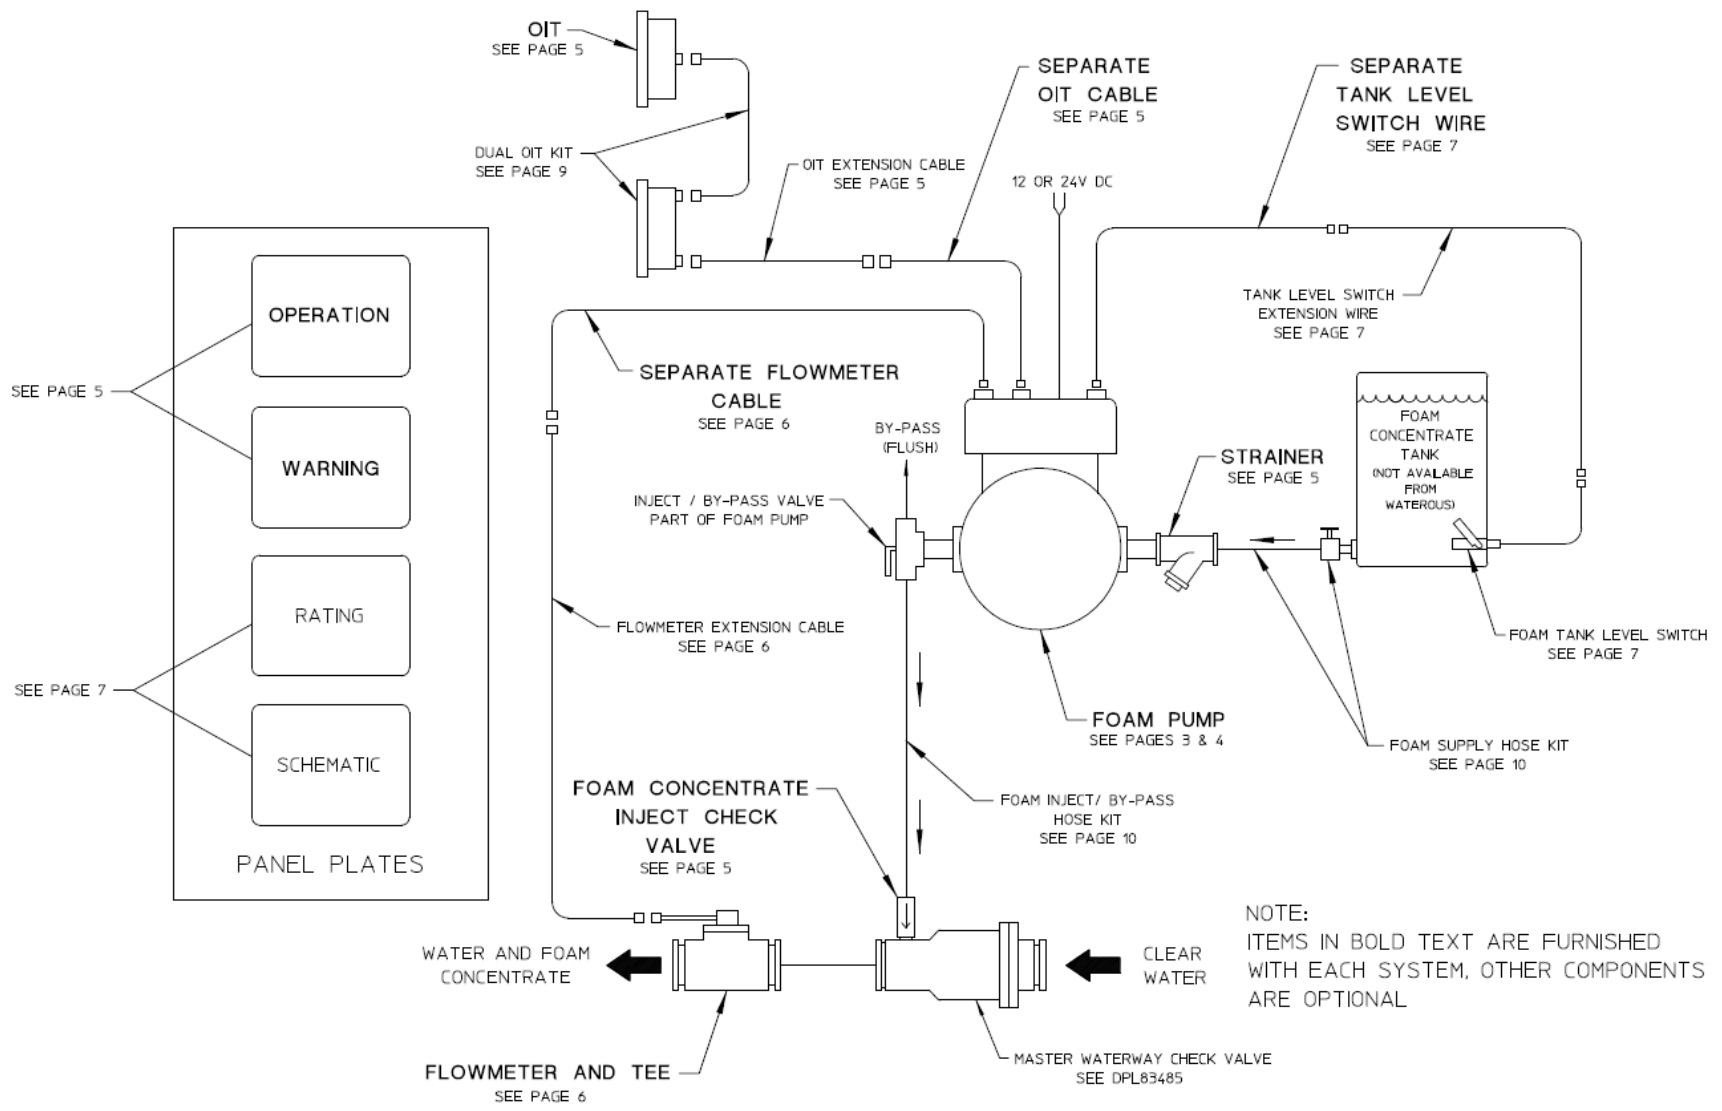 OIT
SEE PAGE 5
SEPARATE
OIT CABLE
SEE PAGE 5
SEPARATE
TANK LEVEL
SWITCH WIRE
SEE PAGE 7
DUAL OIT KIT
SEE PAGE 9
OIT EXTENSION CABLE
SEE PAGE 5
12 OR 24V DC
TANK LEVEL SWITCH
EXTENSION WIRE
SEE PAGE 7
SEE PAGE 5
OPERATION
WARNING
SEE PAGE 7
RATING
SCHEMATIC
PANEL PLATES
SEPARATE FLOWMETER
CABLE
SEE PAGE 6
BY-PASS
(FLUSH)
INJECT / BY-PASS VALVE
PART OF FOAM PUMP
STRAINER
SEE PAGE 5
FOAM
CONCENTRATE
TANK
(NOT AVAILABLE
FROM
WATEROUS)
FLOWMETER EXTENSION CABLE
SEE PAGE 6
FOAM TANK LEVEL SWITCH
SEE PAGE 7
FOAM PUMP
SEE PAGES 3 & 4
FOAM SUPPLY HOSE KIT
SEE PAGE 10
FOAM CONCENTRATE
INJECT CHECK
VALVE
SEE PAGE 5
FOAM INJECT/ BY-PASS
HOSE KIT
SEE PAGE 10
WATER AND FOAM
CONCENTRATE
CLEAR
WATER
FLOWMETER AND TEE
SEE PAGE 6
MASTER WATERWAY CHECK VALVE
SEE DPL83485
NOTE:
ITEMS IN BOLD TEXT ARE FURNISHED
WITH EACH SYSTEM, OTHER COMPONENTS
ARE OPTIONAL